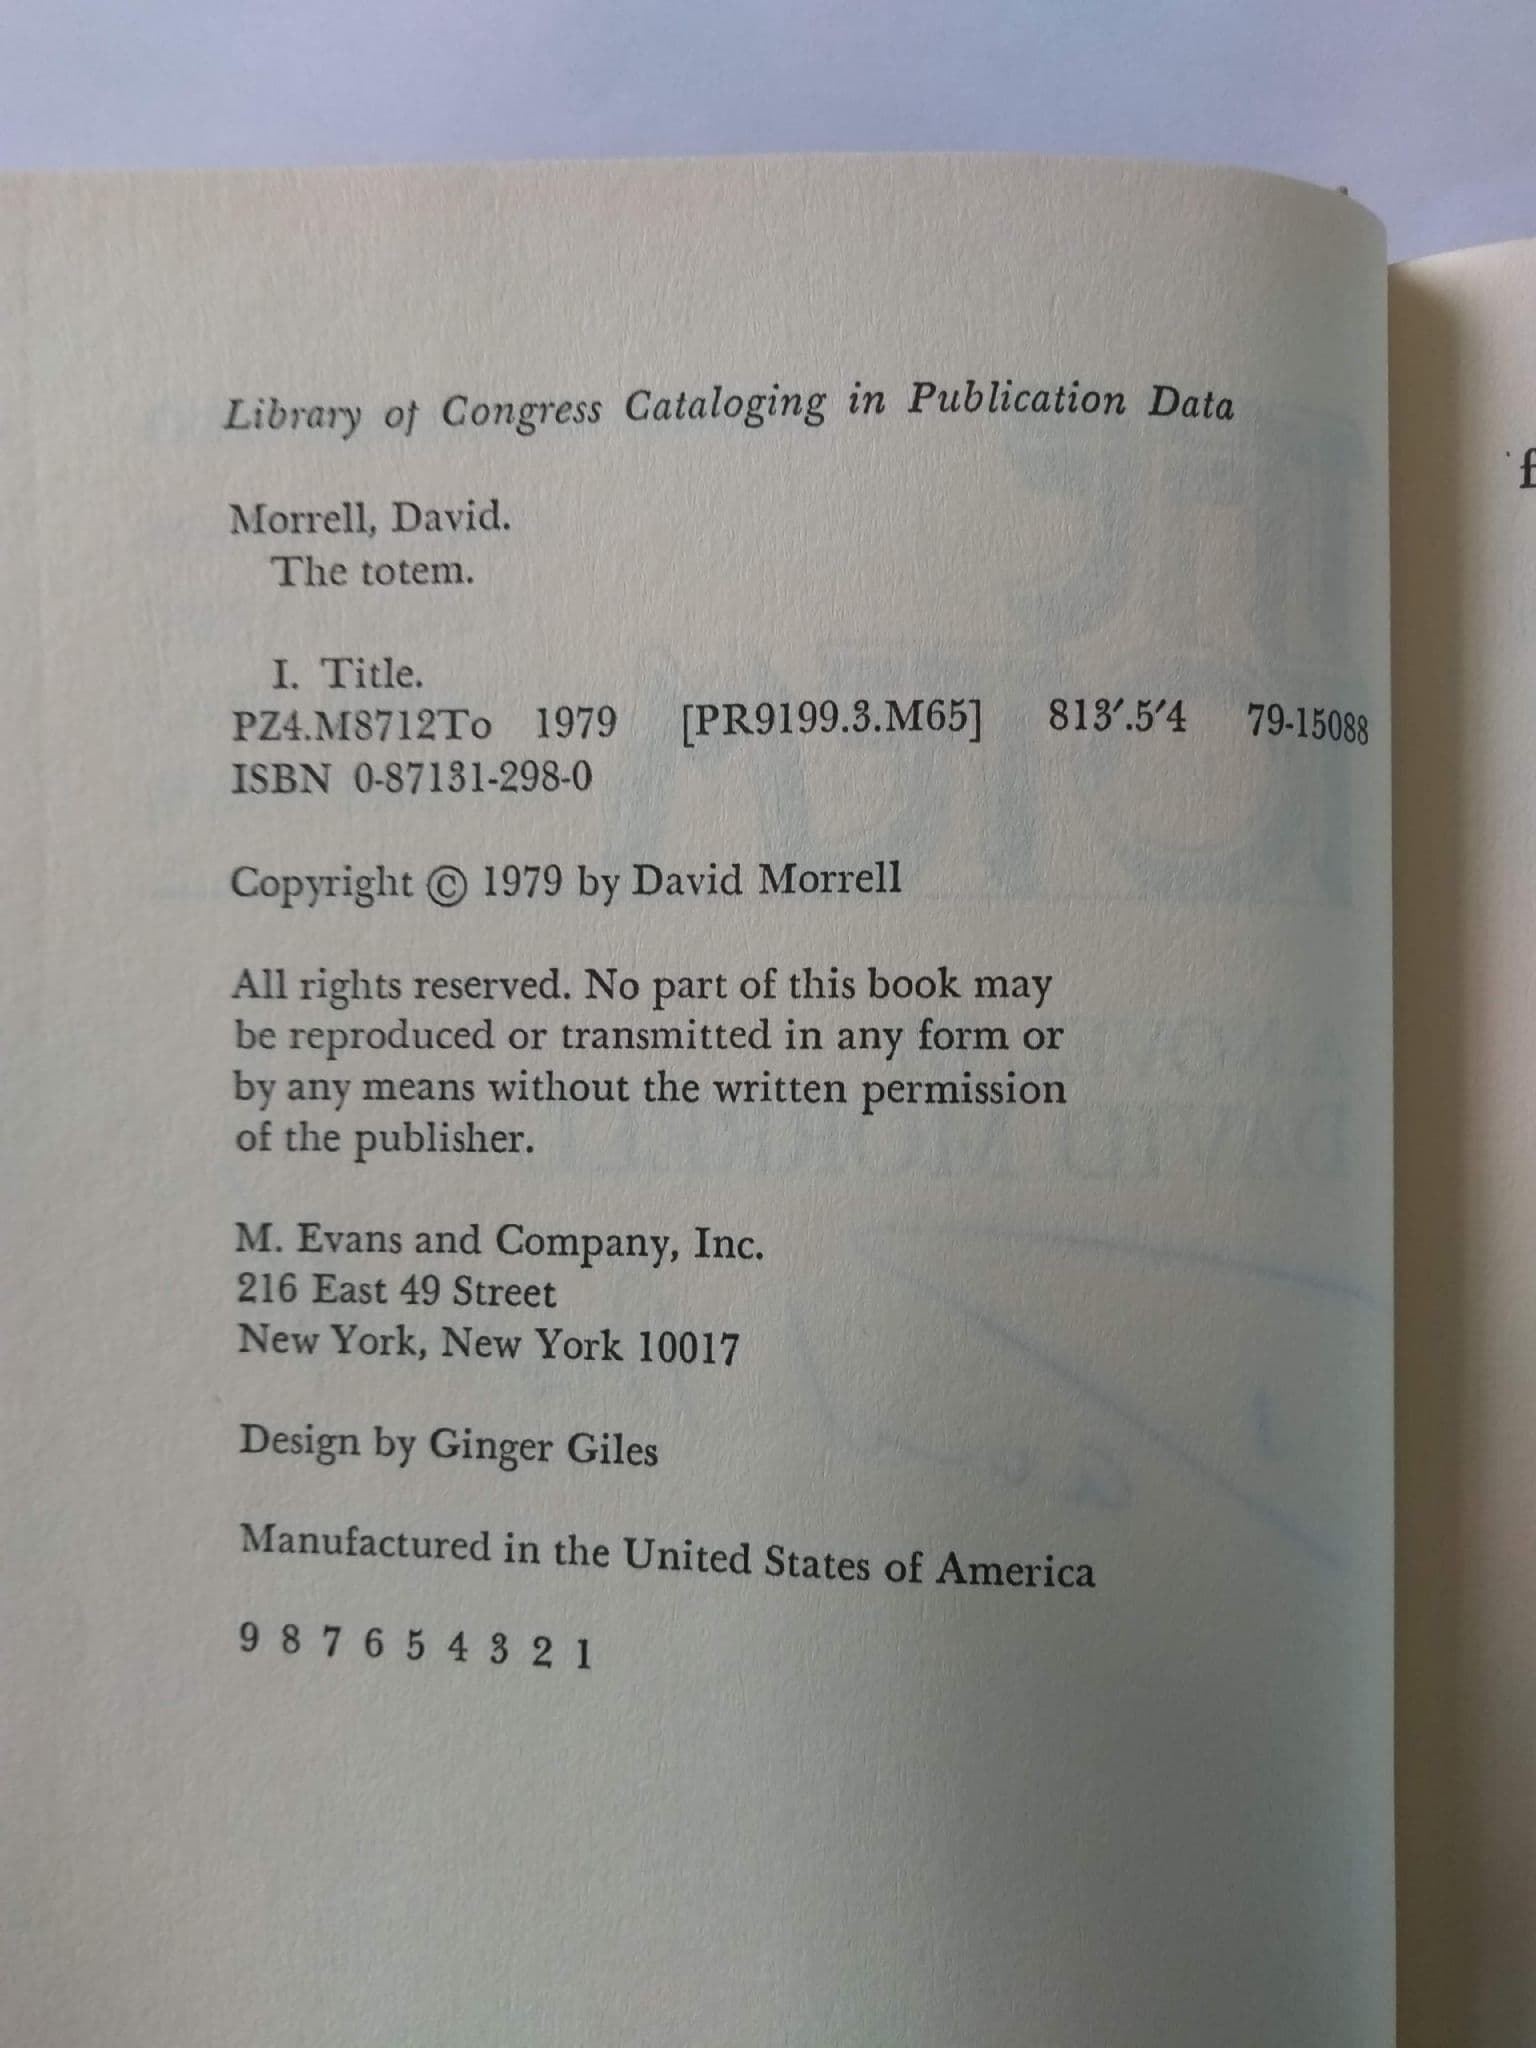 Library of Congress Cataloging in Publication Data
Morrell, David.
The totem.
I. Title.
PZ4.M8712To 1979 [PR9199.3.M65] 813'.5'4 79-15088
ISBN 0-87131-298-0
Copyright © 1979 by David Morrell
All rights reserved. No part of this book may
be reproduced or transmitted in any form or
by any means without the written permission
of the publisher.
M. Evans and Company, Inc.
216 East 49 Street
New York, New York 10017
Design by Ginger Giles
Manufactured in the United States of America
9 8 7 6 5 4 3 2 1